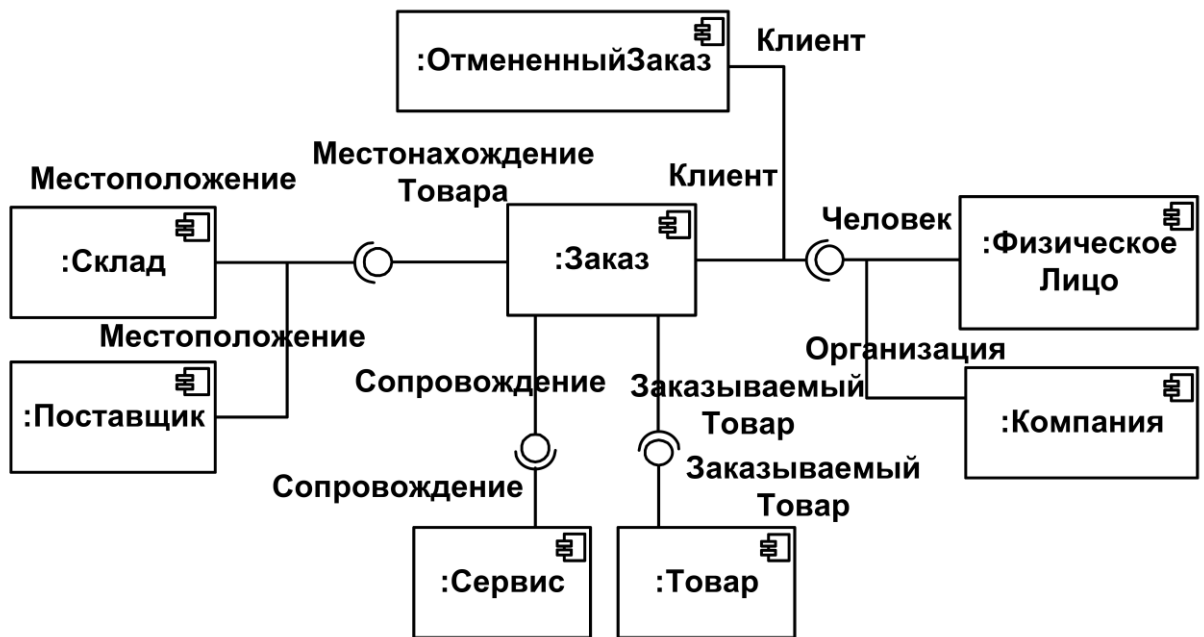 Клиент
:ОтмененныйЗаказ
Местонахождение
Товара
Местоположение
Клиент
Человек
:Склад
:Заказ
:Физическое
Лицо
Местоположение
Организация
Сопровождение
Заказываемый
Товар
:Поставщик
:Компания
Сопровождение
Заказываемый
Товар
:Сервис
:Товар